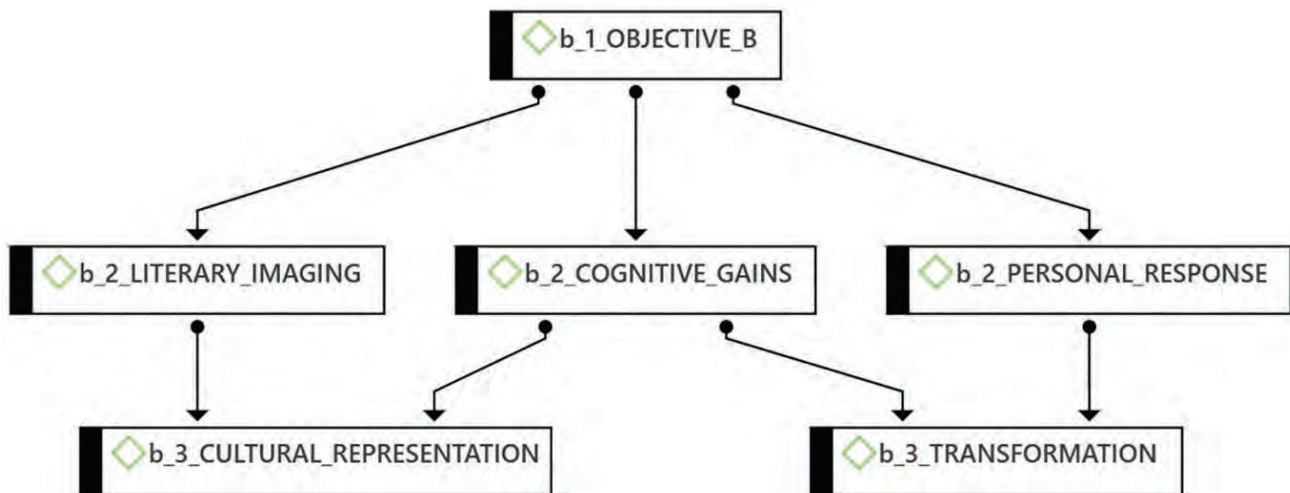 b_1_OBJECTIVE_B
b_2_LITERARY_IMAGING
b_2_COGNITIVE_GAINS
b_2_PERSONAL_RESPONSE
b_3_CULTURAL_REPRESENTATION
b_3_TRANSFORMATION